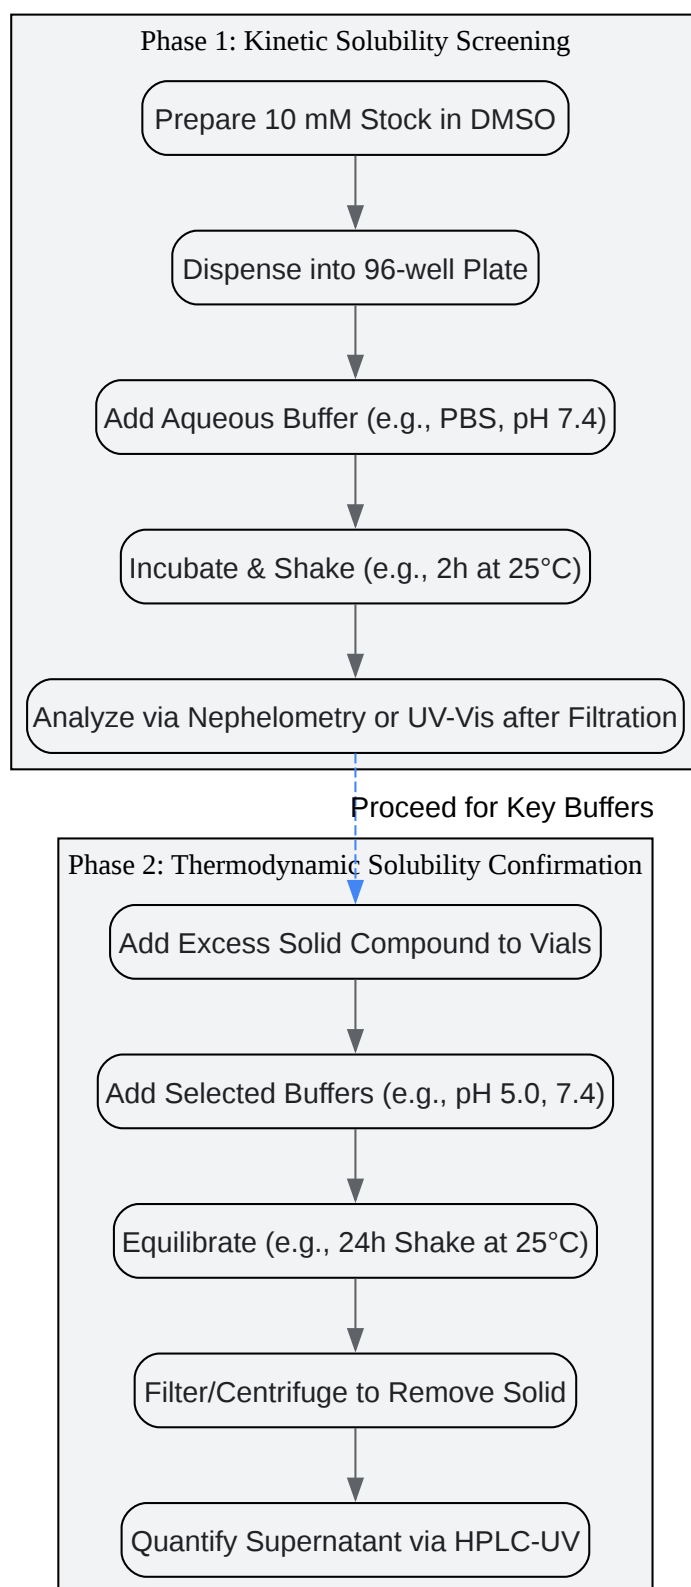 Phase 1: Kinetic Solubility Screening
Prepare 10 mM Stock in DMSO
Dispense into 96-well Plate
Add Aqueous Buffer (e.g., PBS, pH 7.4)
Incubate & Shake (e.g., 2h at 25°C)
Analyze via Nephelometry or UV-Vis after Filtration
Proceed for Key Buffers
Phase 2: Thermodynamic Solubility Confirmation
Add Excess Solid Compound to Vials
Add Selected Buffers (e.g., pH 5.0, 7.4)
Equilibrate (e.g., 24h Shake at 25°C)
Filter/Centrifuge to Remove Solid
Quantify Supernatant via HPLC-UV